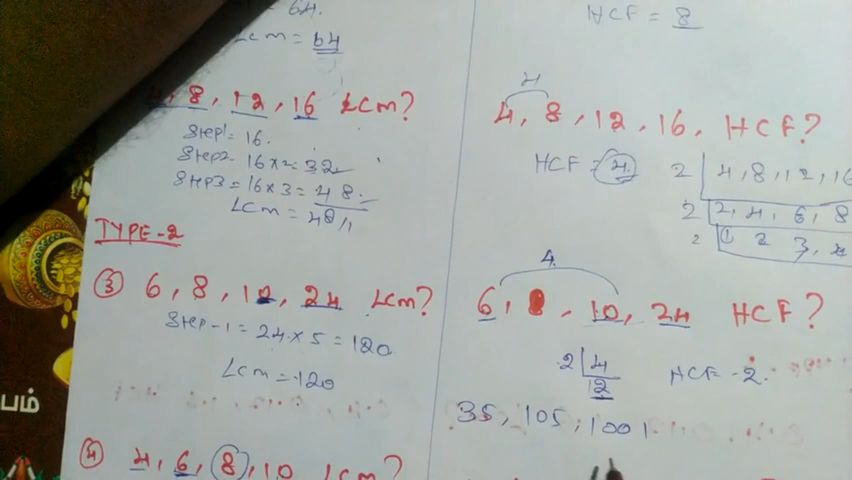 = 64.
LCM = 64
4, 8, 12, 16 LCM?
Step1 = 16.
Step2 = 16×2=32
Step3 = 16×3 = 48.
LCM = 48//
TYPE-2
③ 6, 8, 10, 24 LCM?
Step-1 = 24×5 = 120
LCM = 120
④ 4, 6, 8, 10 LCM?
HCF = 8
4
4, 8, 12, 16, HCF?
HCF = 4
2 4, 8, 12, 16
2 2, 4, 6, 8
2 1 2 3, 4
4
6, 8, 10, 24 HCF?
2 4
2
HCF = 2.
35, 105, 1001
பம்